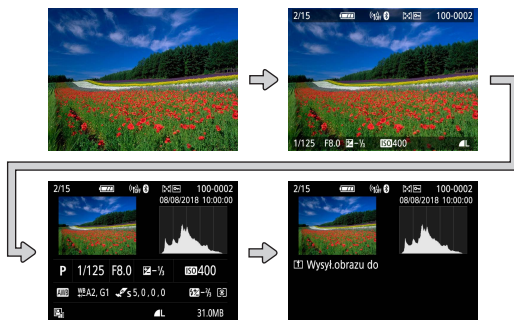 2/15 100-0002
1/125 F8.0 -⅓ ISO400 L
2/15 100-0002
08/08/2018 10:00:00
P 1/125 F8.0 -⅓ ISO400
AWB WB A2, G1 S 5, 0, 0, 0 -⅓
L 31.0MB
2/15 100-0002
08/08/2018 10:00:00
Wysył.obrazu do